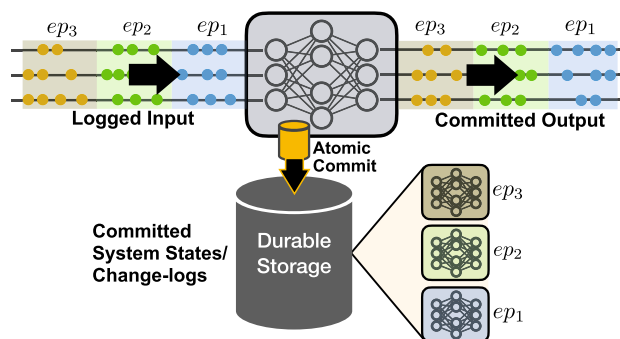 ep3 ep2 ep1
ep3 ep2 ep1
Logged Input
Committed Output
Atomic
Commit
Committed
System States/
Change-logs
Durable
Storage
ep3
ep2
ep1